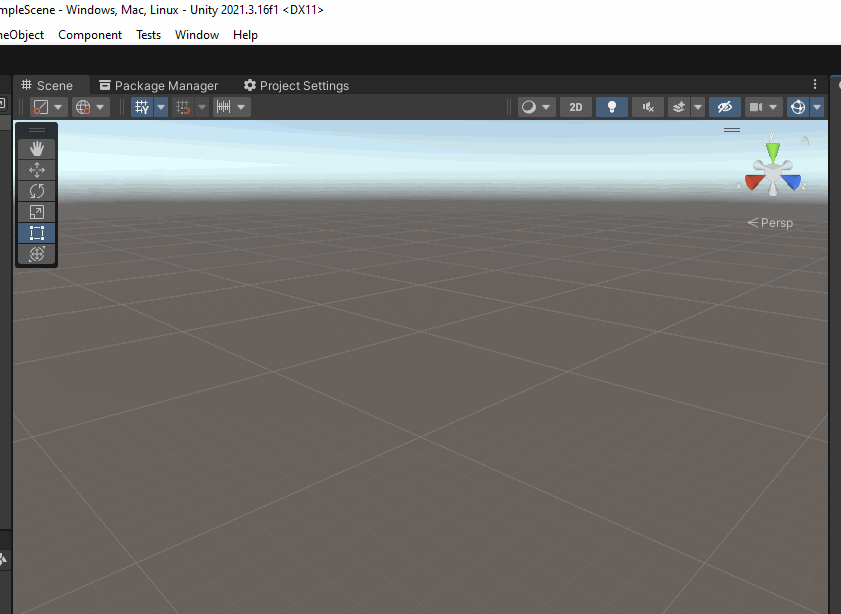 mpleScene - Windows, Mac, Linux - Unity 2021.3.16f1 <DX11>
neObject Component Tests Window Help
Scene Package Manager Project Settings
2D
y
x z
Persp